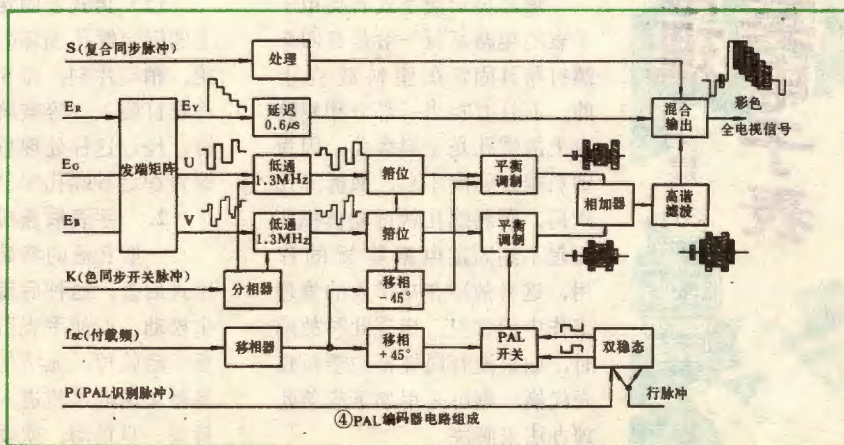 S(复合同步脉冲)
处理
E_R
E_Y
延迟
0.6μs
混合
输出
彩色
全电视信号
E_G
发端矩阵
U
低通
1.3MHz
箝位
平衡
调制
相加器
高谐
滤波
E_B
V
低通
1.3MHz
箝位
平衡
调制
K(色同步开关脉冲)
分相器
移相
-45°
fsc(付载频)
移相器
移相
+45°
PAL
开关
双稳态
P(PAL识别脉冲)
行脉冲
④PAL编码器电路组成